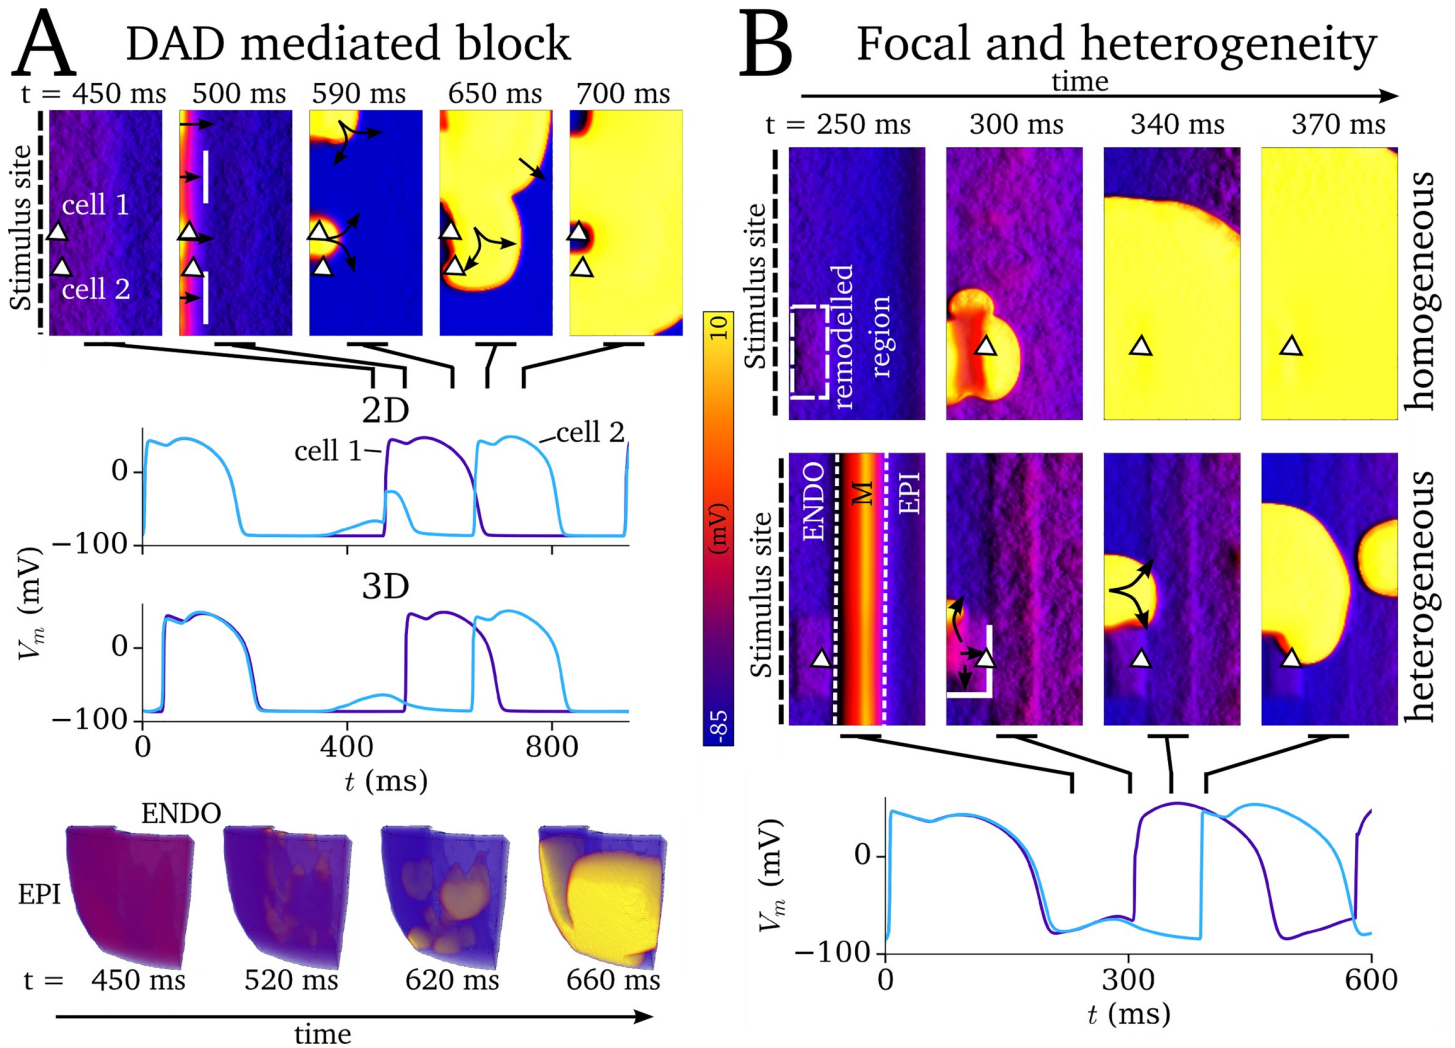 A
DAD mediated block
t = 450 ms
500 ms
590 ms
650 ms
700 ms
Stimulus site
cell 1
cell 2
2D
cell 1
cell 2
0
−100
3D
0
−100
V_m (mV)
0
400
800
t (ms)
ENDO
EPI
t =
450 ms
520 ms
620 ms
660 ms
time
10
(mV)
-85
B
Focal and heterogeneity
time
t = 250 ms
300 ms
340 ms
370 ms
Stimulus site
remodelled
region
homogeneous
Stimulus site
ENDO
M
EPI
heterogeneous
V_m (mV)
0
−100
0
300
600
t (ms)